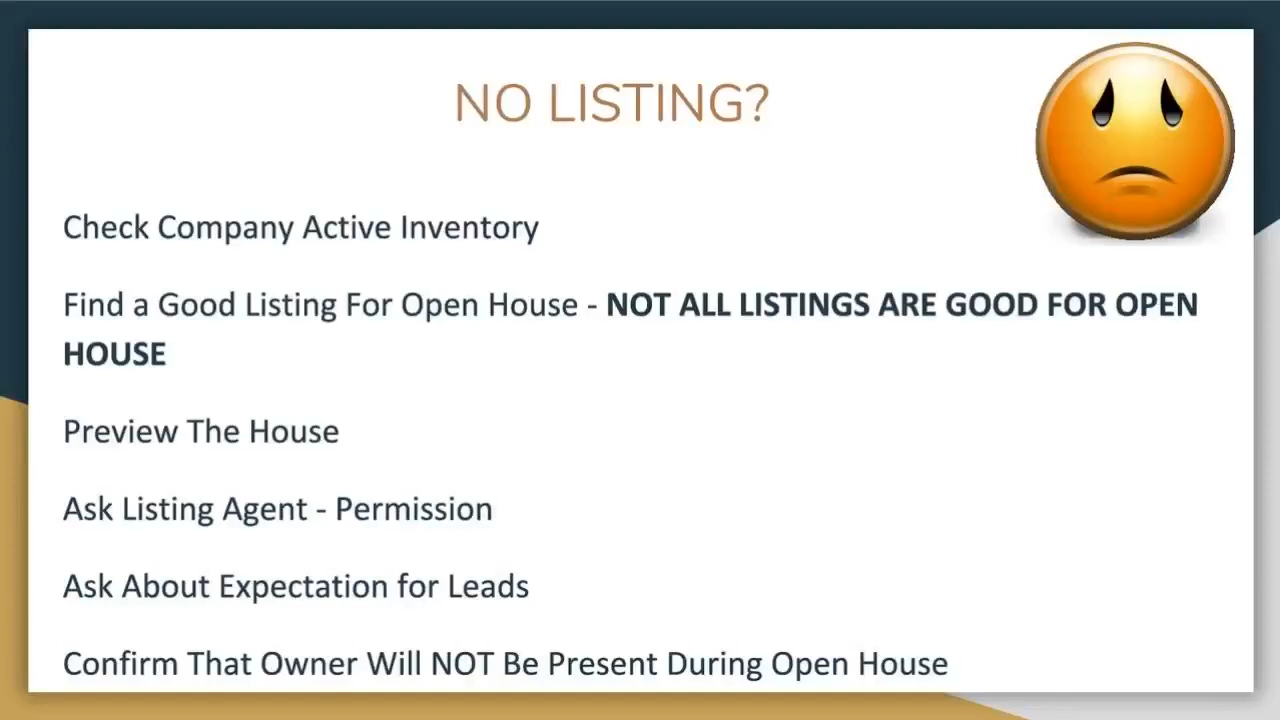 NO LISTING?
Check Company Active Inventory
Find a Good Listing For Open House - NOT ALL LISTINGS ARE GOOD FOR OPEN
HOUSE
Preview The House
Ask Listing Agent - Permission
Ask About Expectation for Leads
Confirm That Owner Will NOT Be Present During Open House